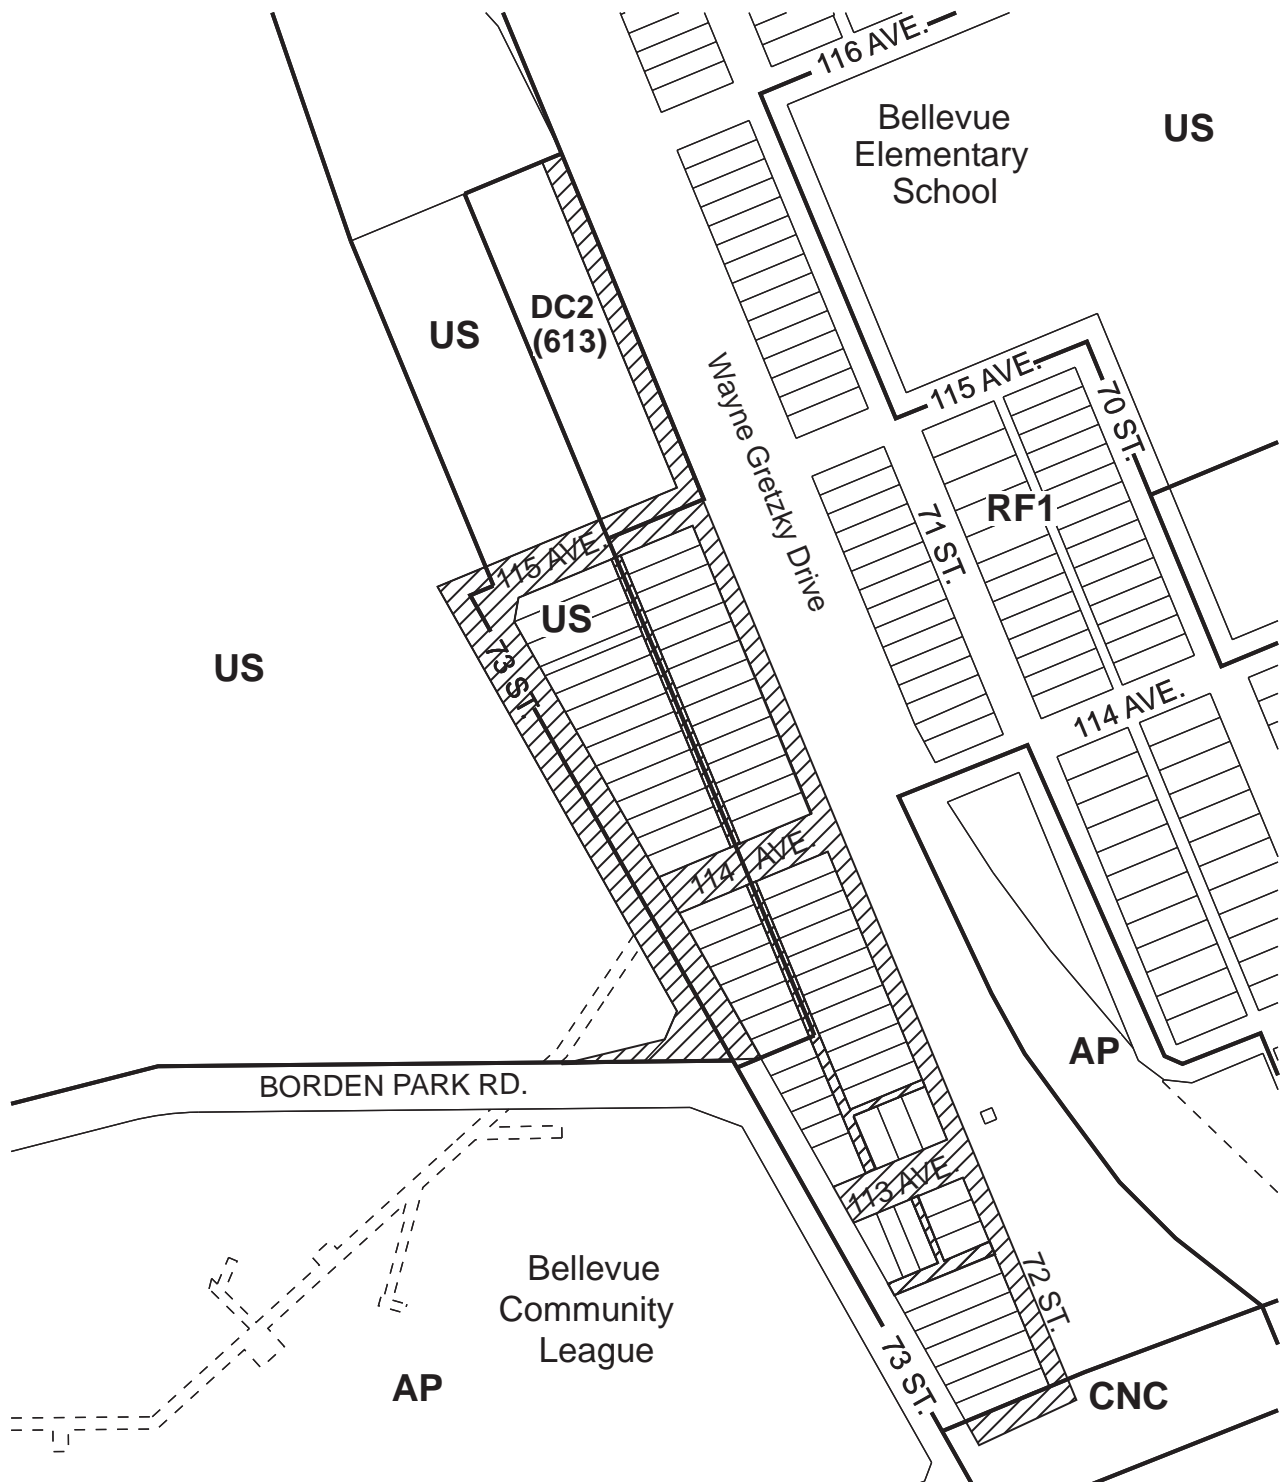 116 AVE.
Bellevue
Elementary
School
US
DC2
(613)
US
Wayne Gretzky Drive
115 AVE.
70 ST.
RF1
71 ST.
115 AVE.
US
73 ST.
US
114 AVE.
114 AVE.
AP
BORDEN PARK RD.
113 AVE.
Bellevue
Community
League
72 ST.
73 ST.
AP
CNC